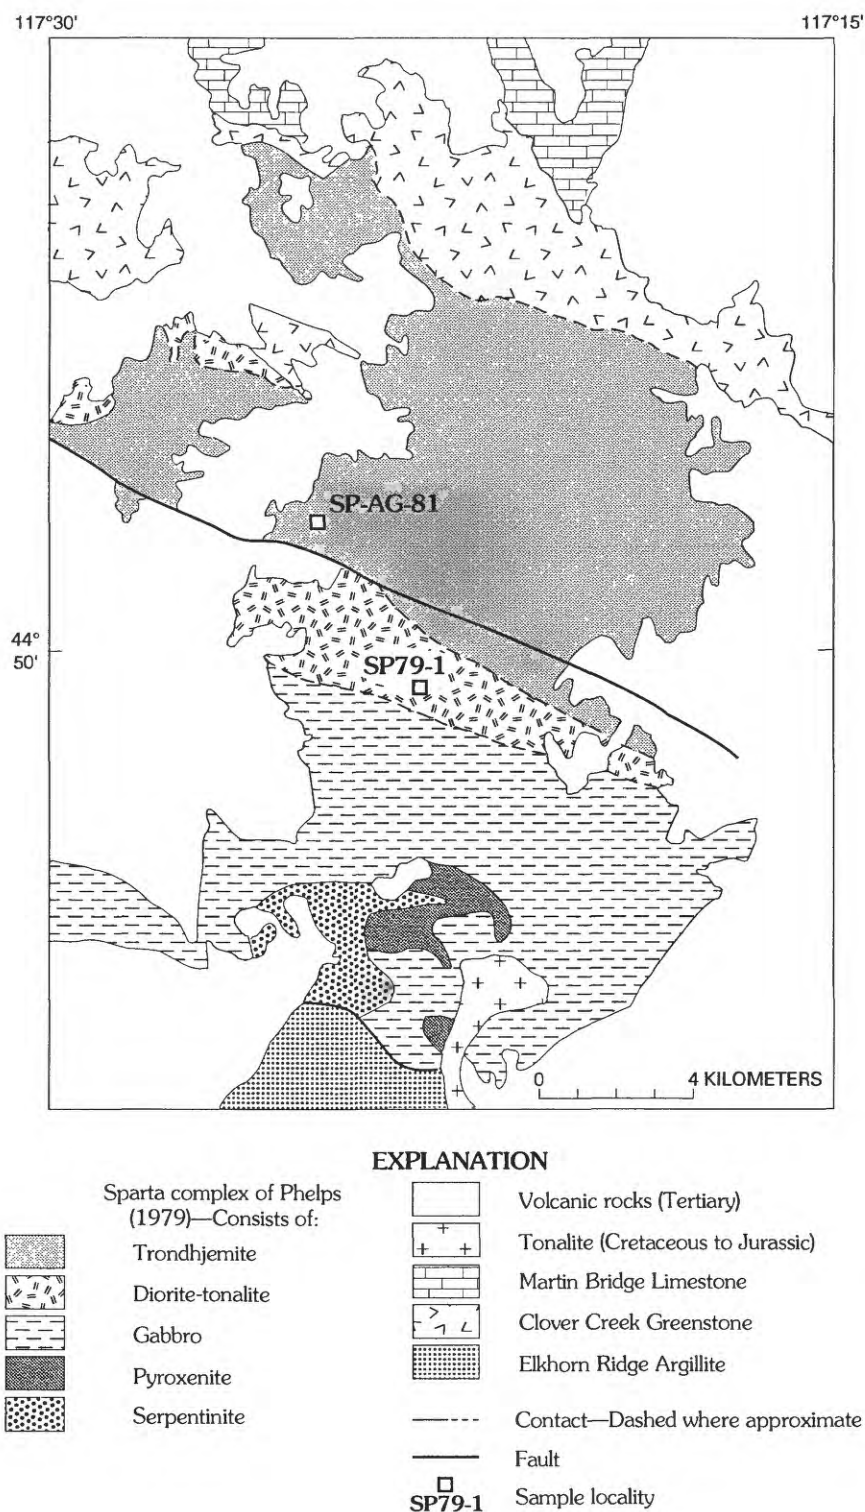 117°30'
117°15'
SP-AG-81
44°
50'
SP79-1
0
4 KILOMETERS
EXPLANATION
Sparta complex of Phelps
(1979)—Consists of:
Trondhjemite
Diorite-tonalite
Gabbro
Pyroxenite
Serpentinite
Volcanic rocks (Tertiary)
Tonalite (Cretaceous to Jurassic)
Martin Bridge Limestone
Clover Creek Greenstone
Elkhorn Ridge Argillite
Contact—Dashed where approximate
Fault
SP79-1
Sample locality